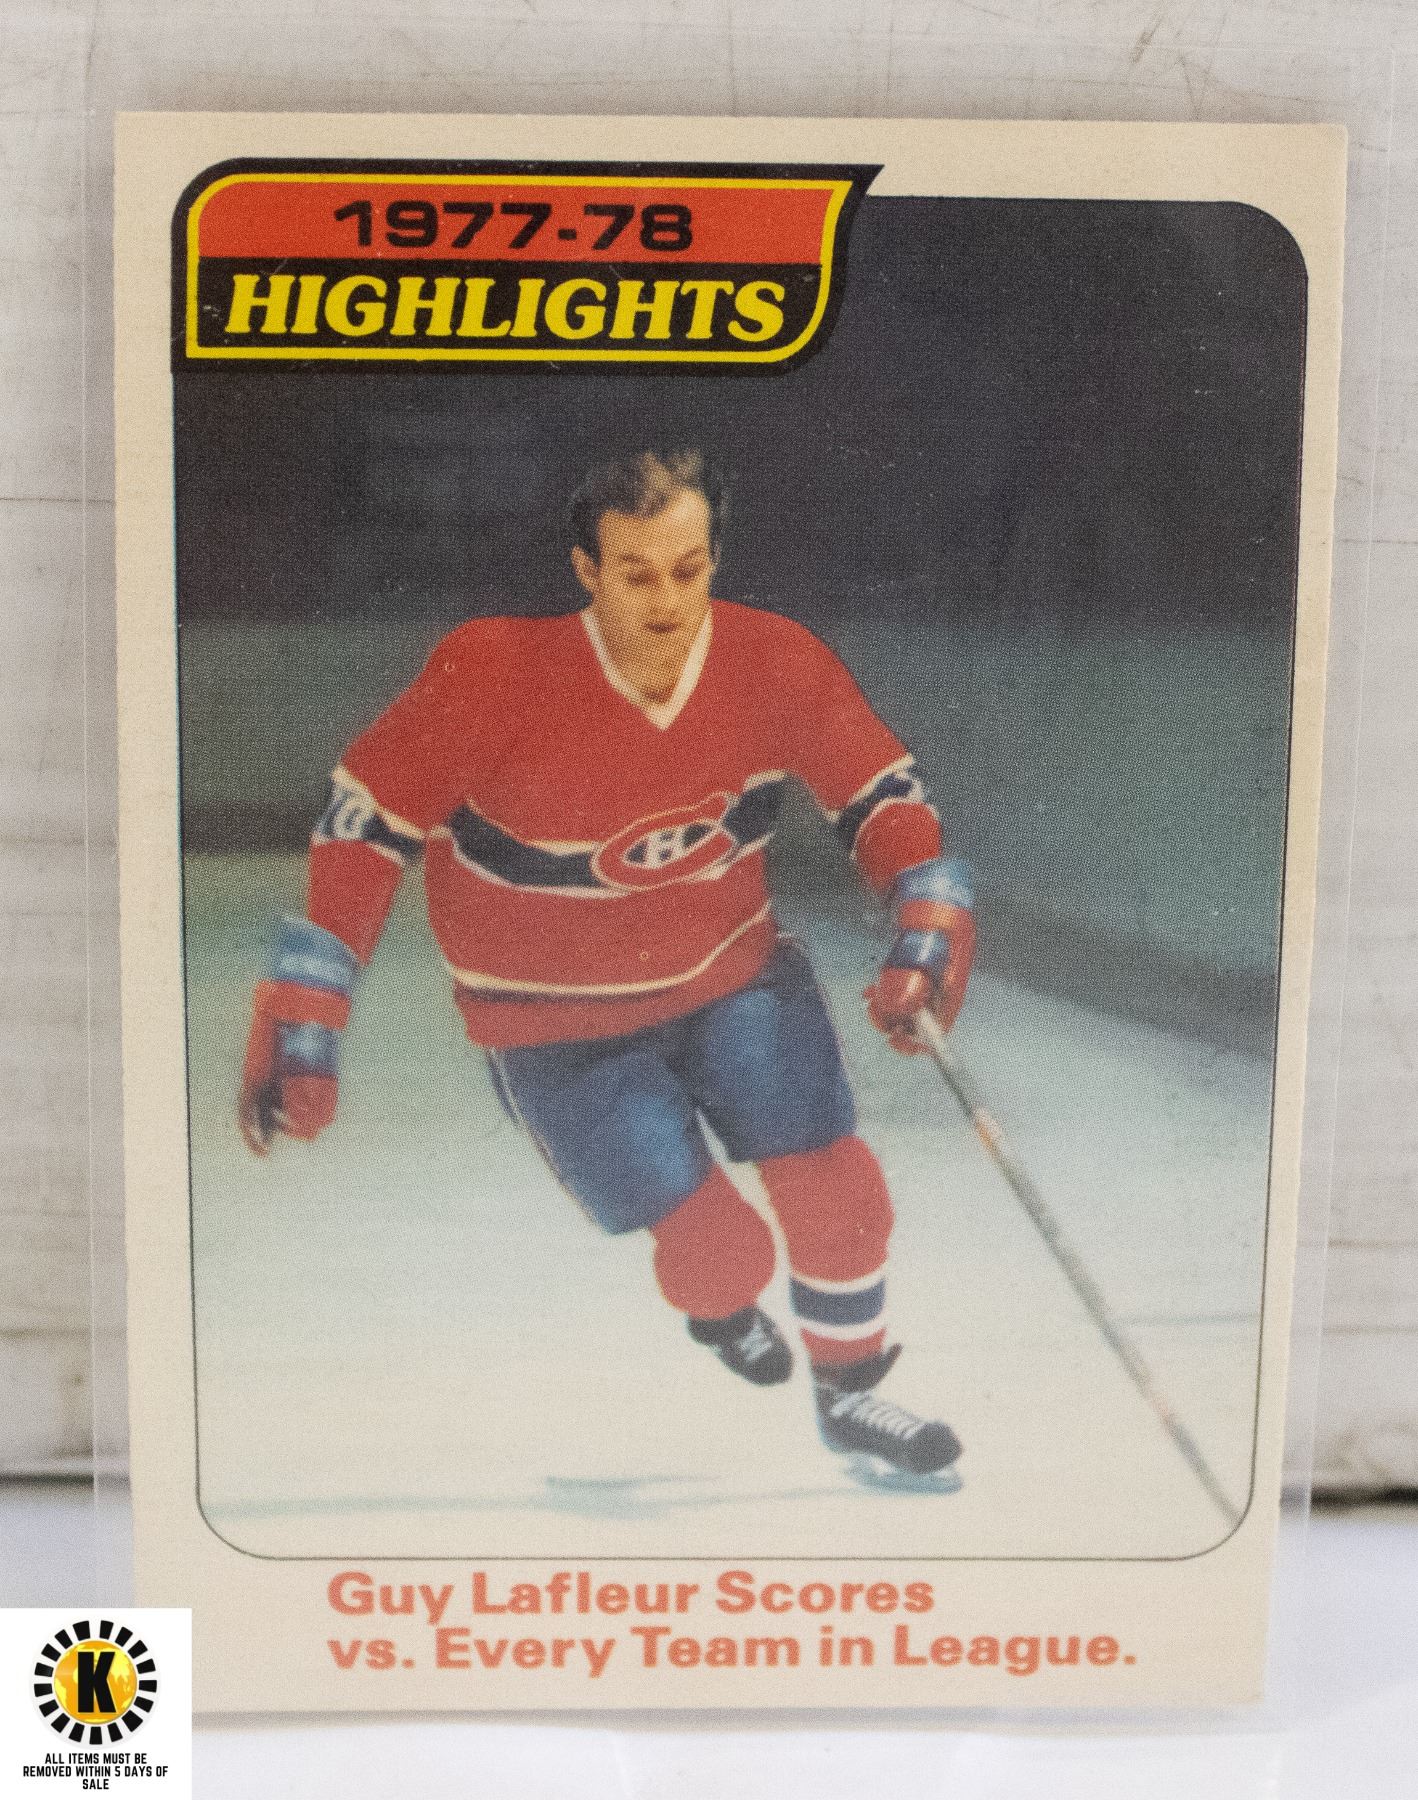 1977-78
HIGHLIGHTS
10
H
Guy Lafleur Scores
vs. Every Team in League.
K
ALL ITEMS MUST BE
REMOVED WITHIN 5 DAYS OF
SALE